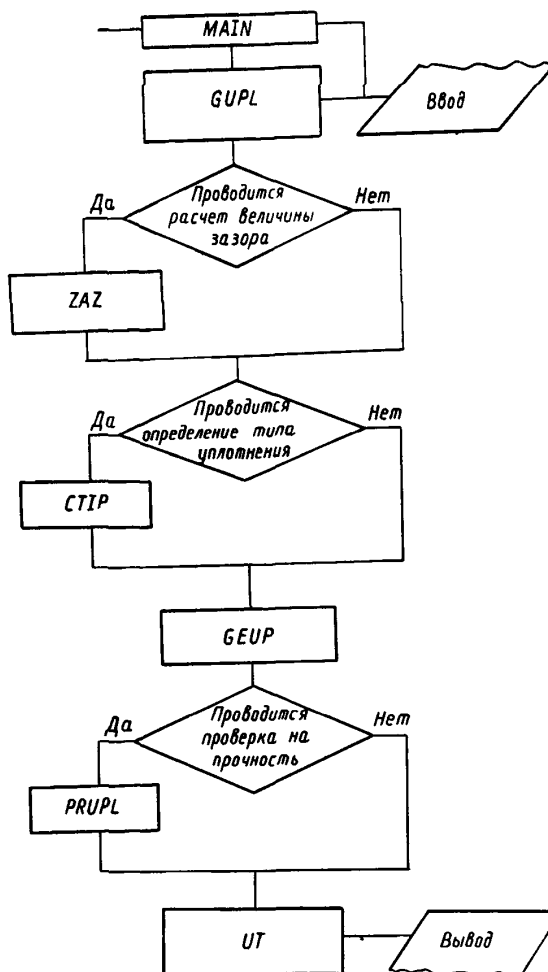 MAIN
GUPL
Ввод
Да
Проводится
расчет величины
зазора
Нет
ZAZ
Да
Проводится
определение типа
уплотнения
Нет
CTIP
GEUP
Да
Проводится
проверка на
прочность
Нет
PRUPL
UT
Вывод